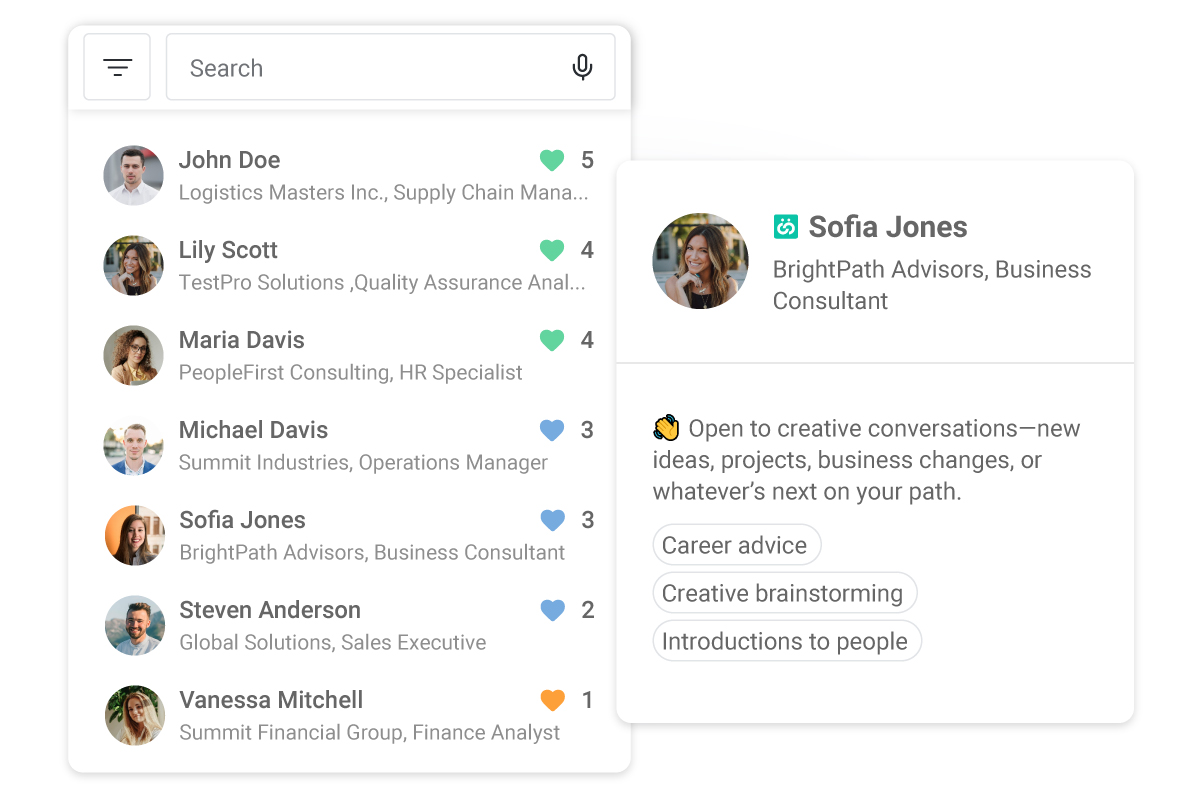 Search
John Doe 5
Logistics Masters Inc., Supply Chain Mana...
Lily Scott 4
TestPro Solutions ,Quality Assurance Anal...
Maria Davis 4
PeopleFirst Consulting, HR Specialist
Michael Davis 3
Summit Industries, Operations Manager
Sofia Jones 3
BrightPath Advisors, Business Consultant
Steven Anderson 2
Global Solutions, Sales Executive
Vanessa Mitchell 1
Summit Financial Group, Finance Analyst
Sofia Jones
BrightPath Advisors, Business
Consultant
👋 Open to creative conversations—new
ideas, projects, business changes, or
whatever’s next on your path.
Career advice
Creative brainstorming
Introductions to people